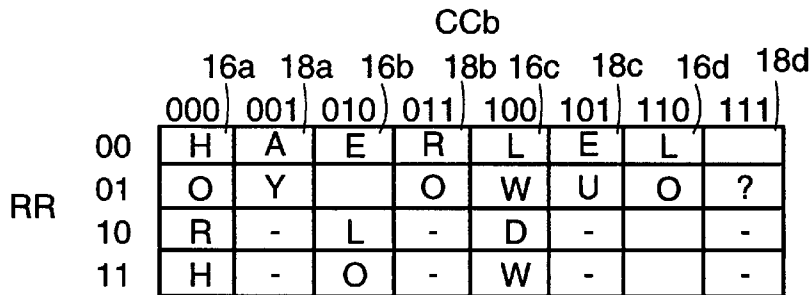 CCb
16a 18a 16b 18b 16c 18c 16d 18d
000 001 010 011 100 101 110 111
00 H A E R L E L
RR 01 O Y O W U O ?
10 R - L - D - -
11 H - O - W - -